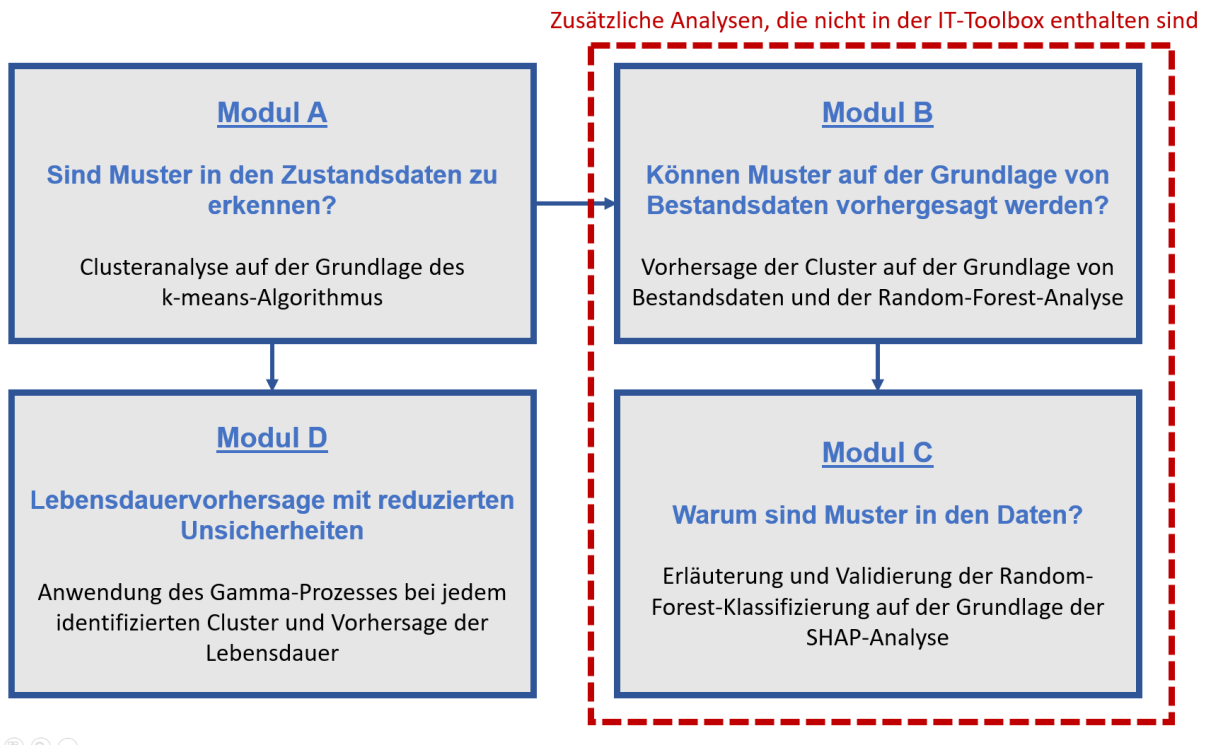 Zusätzliche Analysen, die nicht in der IT-Toolbox enthalten sind
Modul A
Sind Muster in den Zustandsdaten zu
erkennen?
Clusteranalyse auf der Grundlage des
k-means-Algorithmus
Modul B
Können Muster auf der Grundlage von
Bestandsdaten vorhergesagt werden?
Vorhersage der Cluster auf der Grundlage von
Bestandsdaten und der Random-Forest-Analyse
Modul D
Lebensdauervorhersage mit reduzierten
Unsicherheiten
Anwendung des Gamma-Prozesses bei jedem
identifizierten Cluster und Vorhersage der
Lebensdauer
Modul C
Warum sind Muster in den Daten?
Erläuterung und Validierung der Random-
Forest-Klassifizierung auf der Grundlage der
SHAP-Analyse